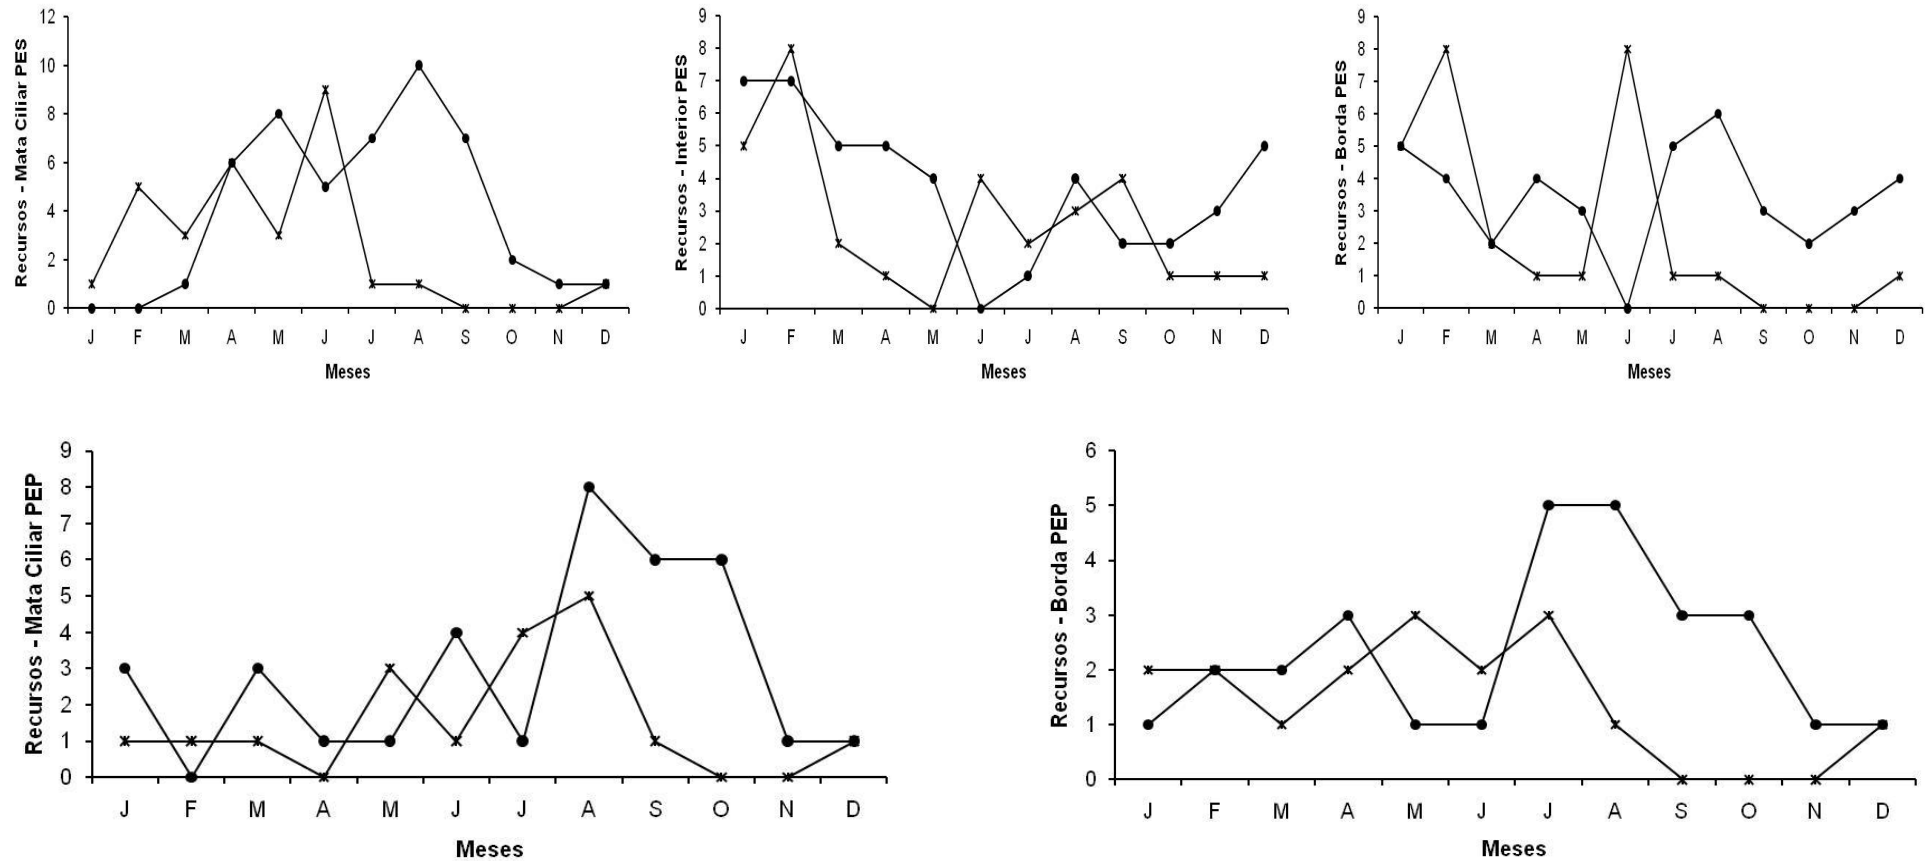 Recursos - Mata Ciliar PES
12
10
8
6
4
2
0
J F M A M J J A S O N D
Meses
Recursos - Interior PES
9
8
7
6
5
4
3
2
1
0
J F M A M J J A S O N D
Meses
Recursos - Borda PES
9
8
7
6
5
4
3
2
1
0
J F M A M J J A S O N D
Meses
Recursos - Mata Ciliar PEP
9
8
7
6
5
4
3
2
1
0
J F M A M J J A S O N D
Meses
Recursos - Borda PEP
6
5
4
3
2
1
0
J F M A M J J A S O N D
Meses